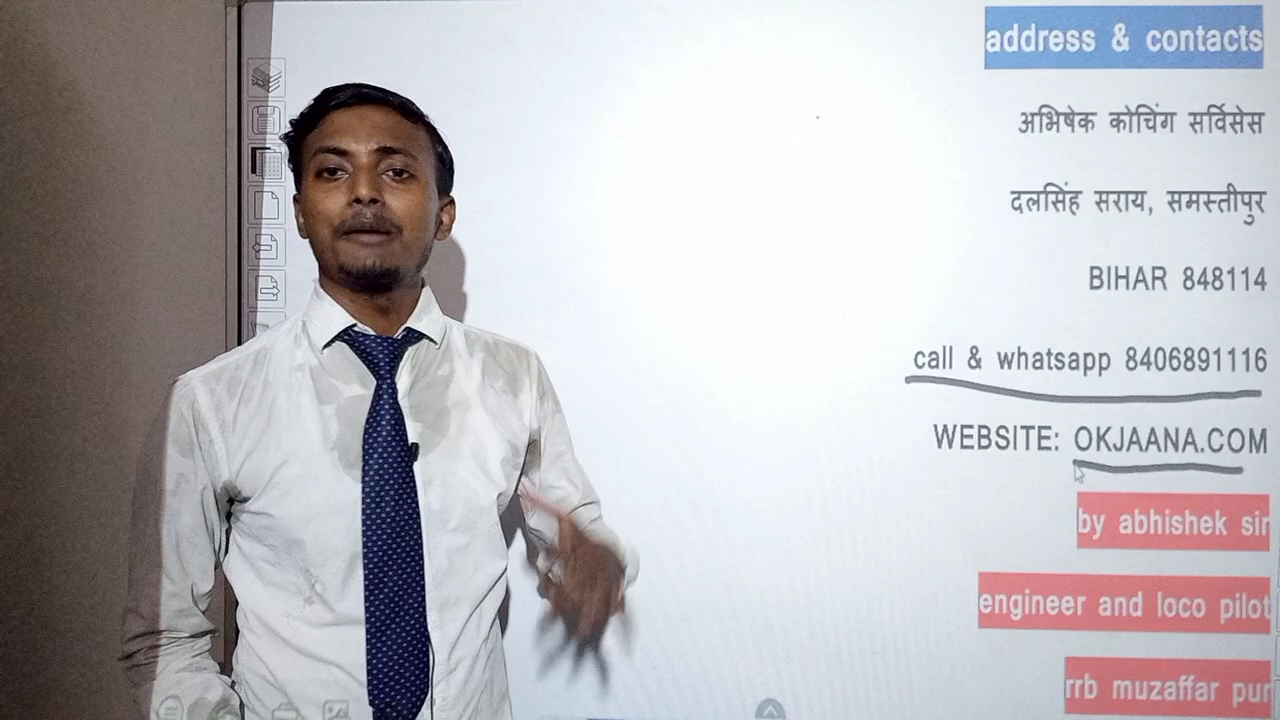 address & contacts
अभिषेक कोचिंग सर्विसेस
दलसिंह सराय, समस्तीपुर
BIHAR 848114
call & whatsapp 8406891116
WEBSITE: OKJAANA.COM
by abhishek sir
engineer and loco pilot
rrb muzaffar pur